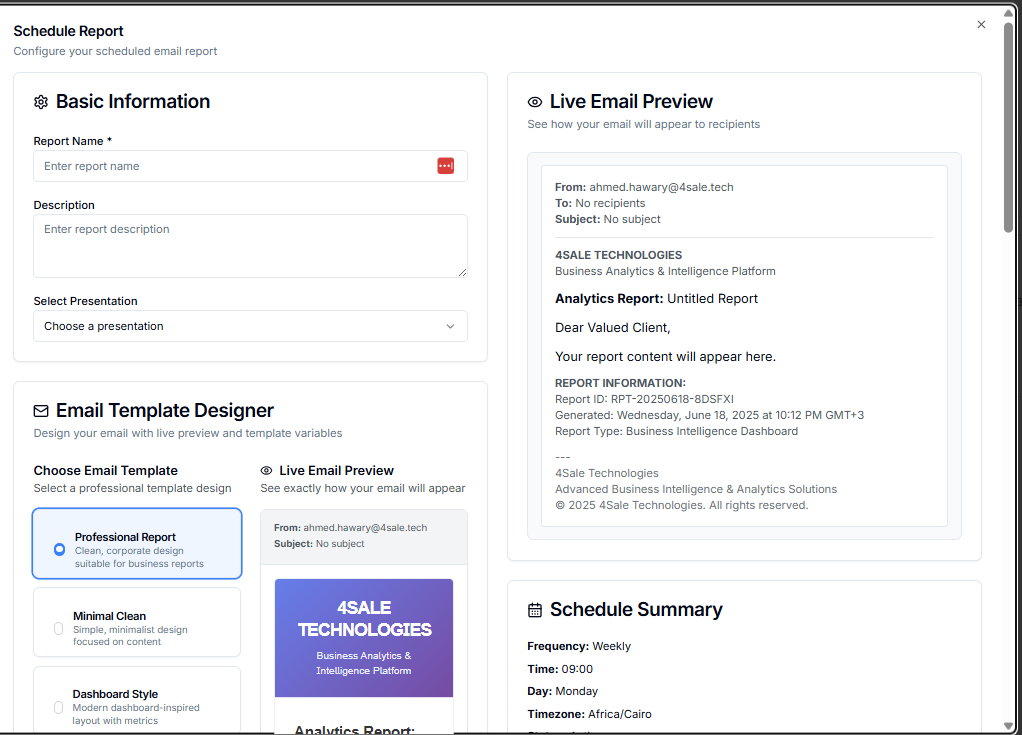 Schedule Report
Configure your scheduled email report
Basic Information
Report Name *
Enter report name
Description
Enter report description
Select Presentation
Choose a presentation
Email Template Designer
Design your email with live preview and template variables
Choose Email Template
Select a professional template design
Professional Report
Clean, corporate design
suitable for business reports
Minimal Clean
Simple, minimalist design
focused on content
Dashboard Style
Modern dashboard-inspired
layout with metrics
Live Email Preview
See exactly how your email will appear
From: ahmed.hawary@4sale.tech
Subject: No subject
4SALE
TECHNOLOGIES
Business Analytics &
Intelligence Platform
Analytics Report:
Live Email Preview
See how your email will appear to recipients
From: ahmed.hawary@4sale.tech
To: No recipients
Subject: No subject
4SALE TECHNOLOGIES
Business Analytics & Intelligence Platform
Analytics Report: Untitled Report
Dear Valued Client,
Your report content will appear here.
REPORT INFORMATION:
Report ID: RPT-20250618-8DSFXI
Generated: Wednesday, June 18, 2025 at 10:12 PM GMT+3
Report Type: Business Intelligence Dashboard
---
4Sale Technologies
Advanced Business Intelligence & Analytics Solutions
© 2025 4Sale Technologies. All rights reserved.
Schedule Summary
Frequency: Weekly
Time: 09:00
Day: Monday
Timezone: Africa/Cairo